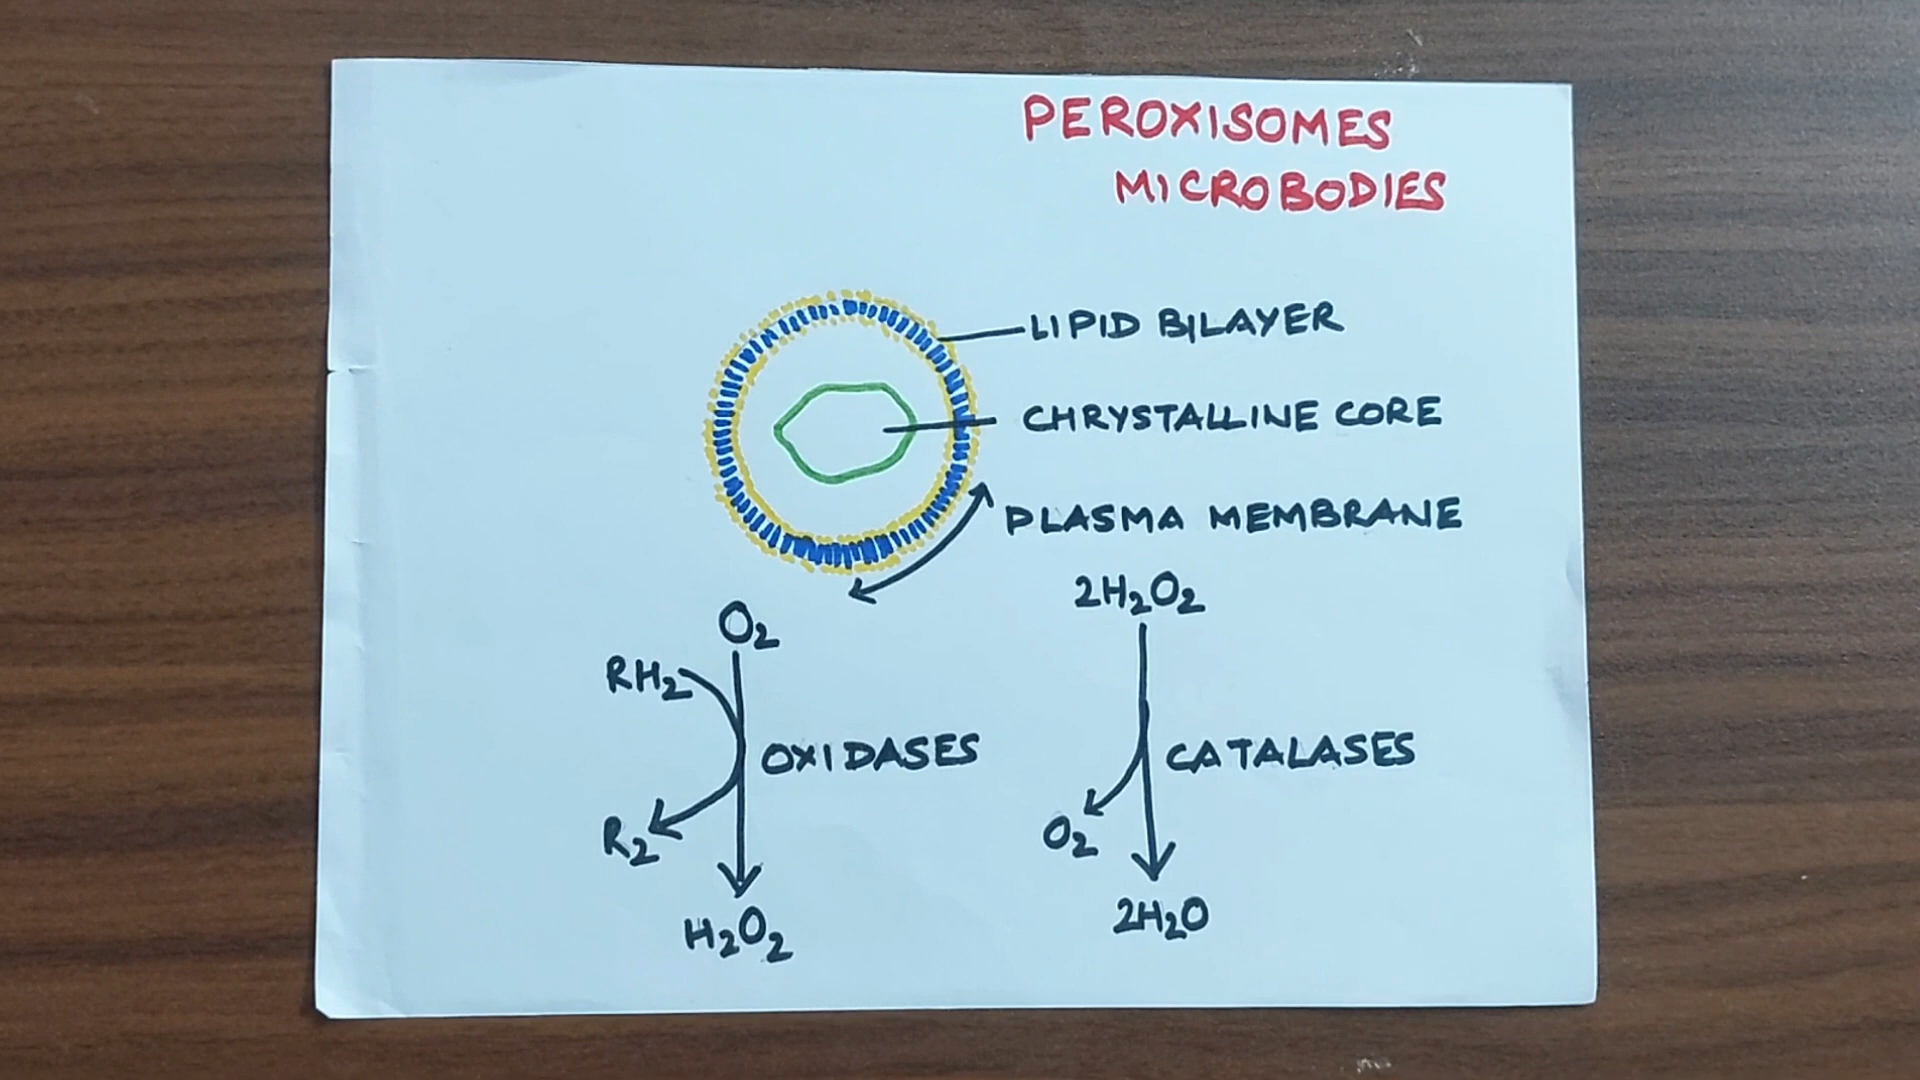 PEROXISOMES
MICROBODIES
LIPID BILAYER
CHRYSTALLINE CORE
PLASMA MEMBRANE
O₂
RH₂
OXIDASES
R₂
H₂O₂
2H₂O₂
CATALASES
O₂
2H₂O